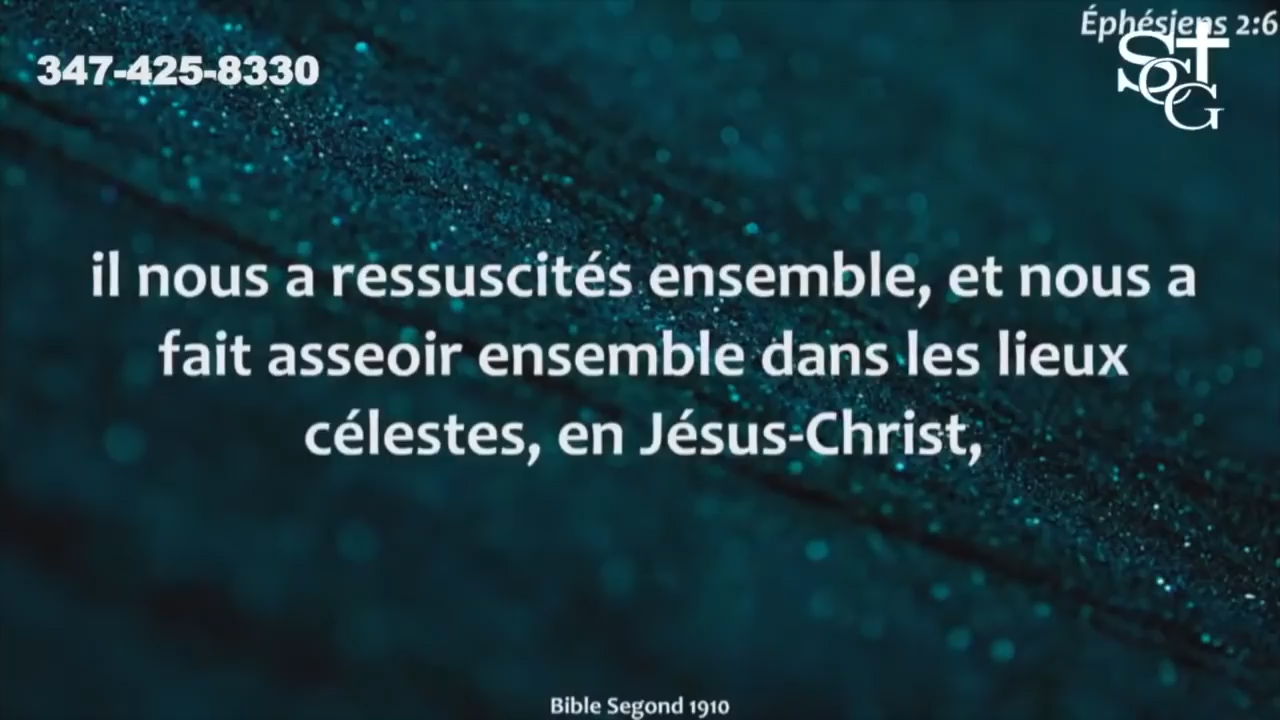 Éphésiens 2:6
347-425-8330
SCG
il nous a ressuscités ensemble, et nous a
fait asseoir ensemble dans les lieux
célestes, en Jésus-Christ,
Bible Segond 1910